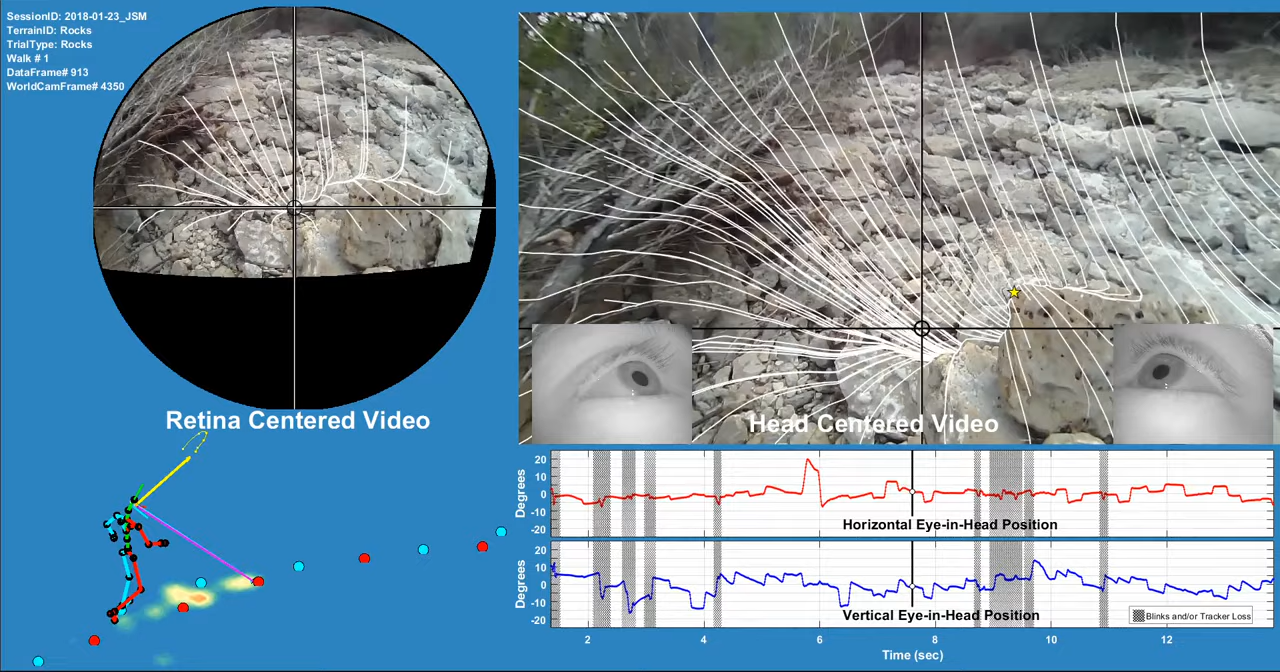 SessionID: 2018-01-23_JSM
TerrainID: Rocks
TrialType: Rocks
Walk # 1
DataFrame# 913
WorldCamFrame# 4350
Retina Centered Video
Head Centered Video
Degrees
20
10
0
-10
-20
Horizontal Eye-in-Head Position
Degrees
20
10
0
-10
-20
Vertical Eye-in-Head Position
Blinks and/or Tracker Loss
2 4 6 8 10 12
Time (sec)